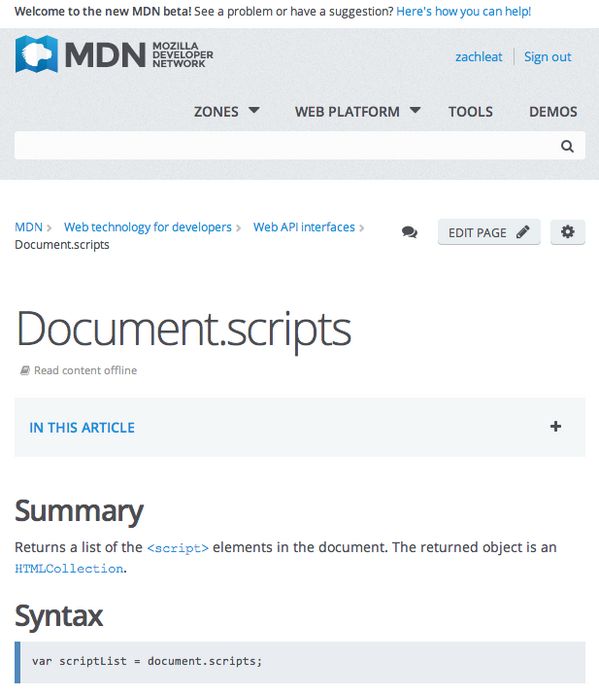 Welcome to the new MDN beta! See a problem or have a suggestion? Here's how you can help!
MDN MOZILLA DEVELOPER NETWORK
zachleat Sign out
ZONES WEB PLATFORM TOOLS DEMOS
MDN Web technology for developers Web API interfaces
Document.scripts
EDIT PAGE
Document.scripts
Read content offline
IN THIS ARTICLE
Summary
Returns a list of the <script> elements in the document. The returned object is an
HTMLCollection.
Syntax
var scriptList = document.scripts;